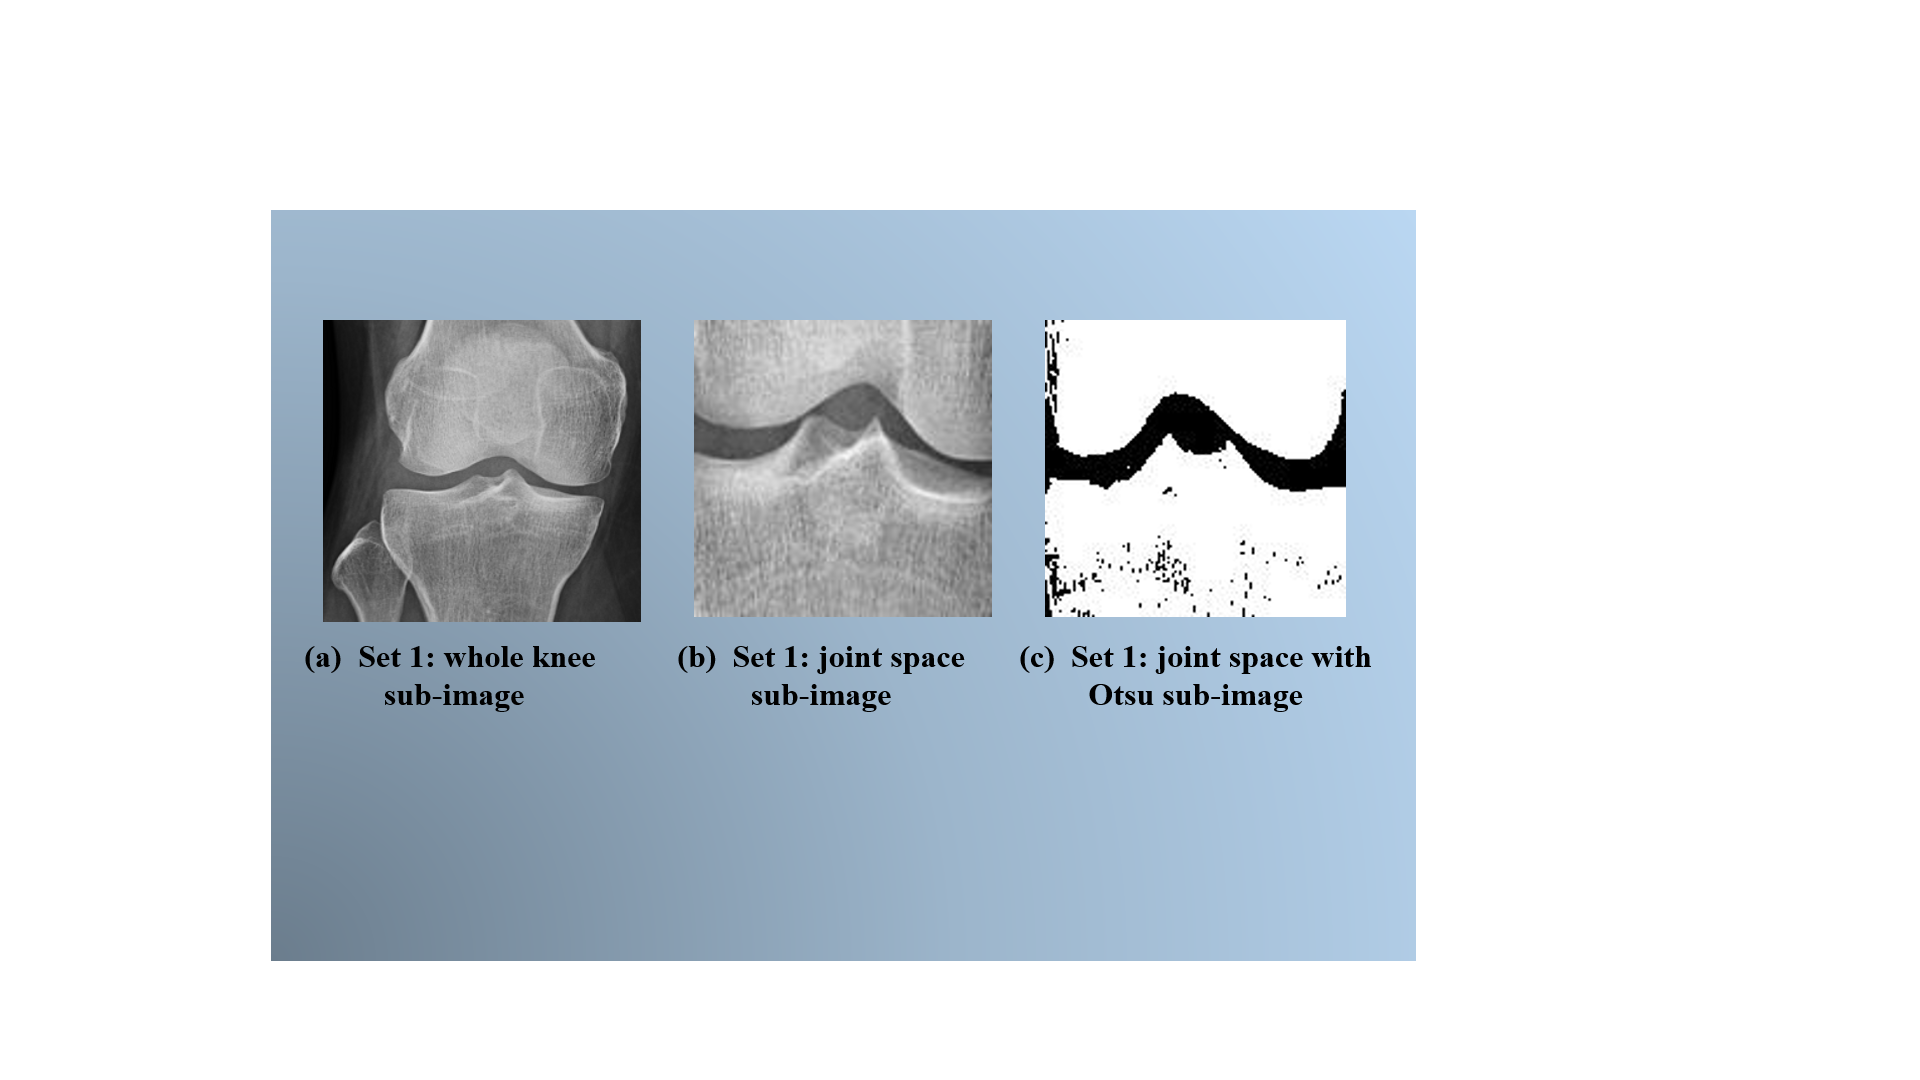 (a) Set 1: whole knee
sub-image
(b) Set 1: joint space
sub-image
(c) Set 1: joint space with
Otsu sub-image